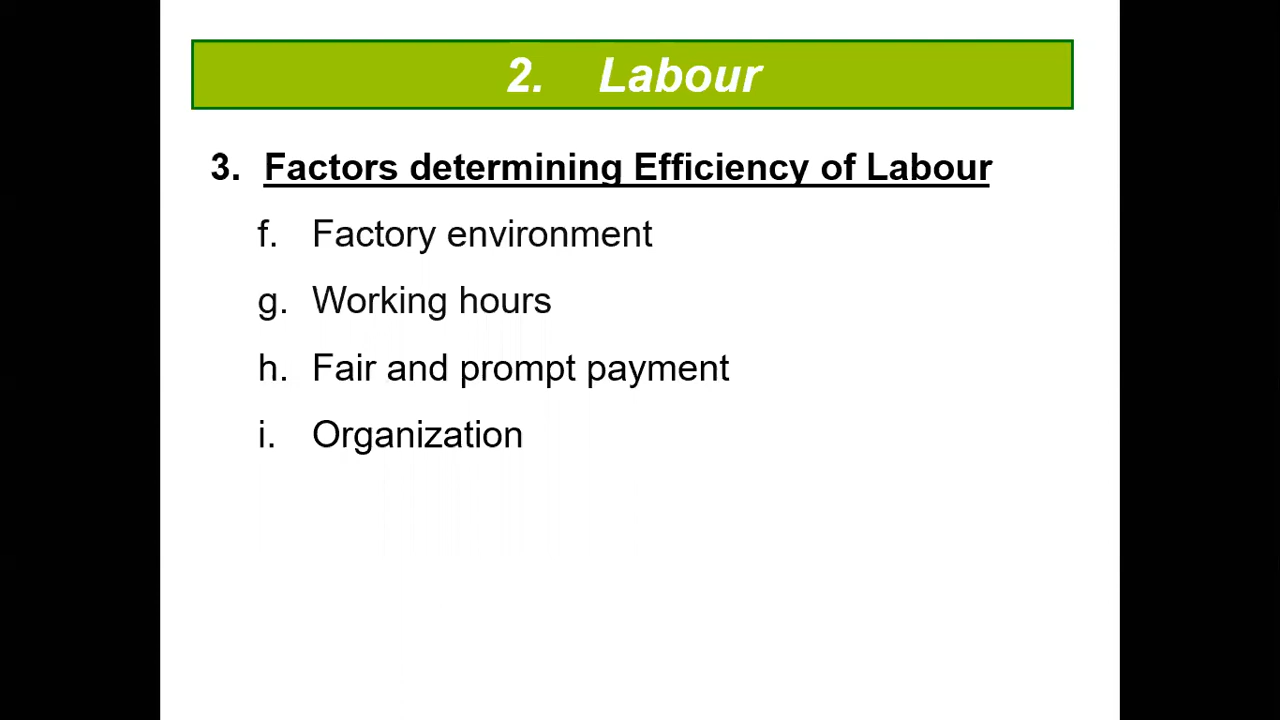 2. Labour
3. Factors determining Efficiency of Labour
f. Factory environment
g. Working hours
h. Fair and prompt payment
i. Organization